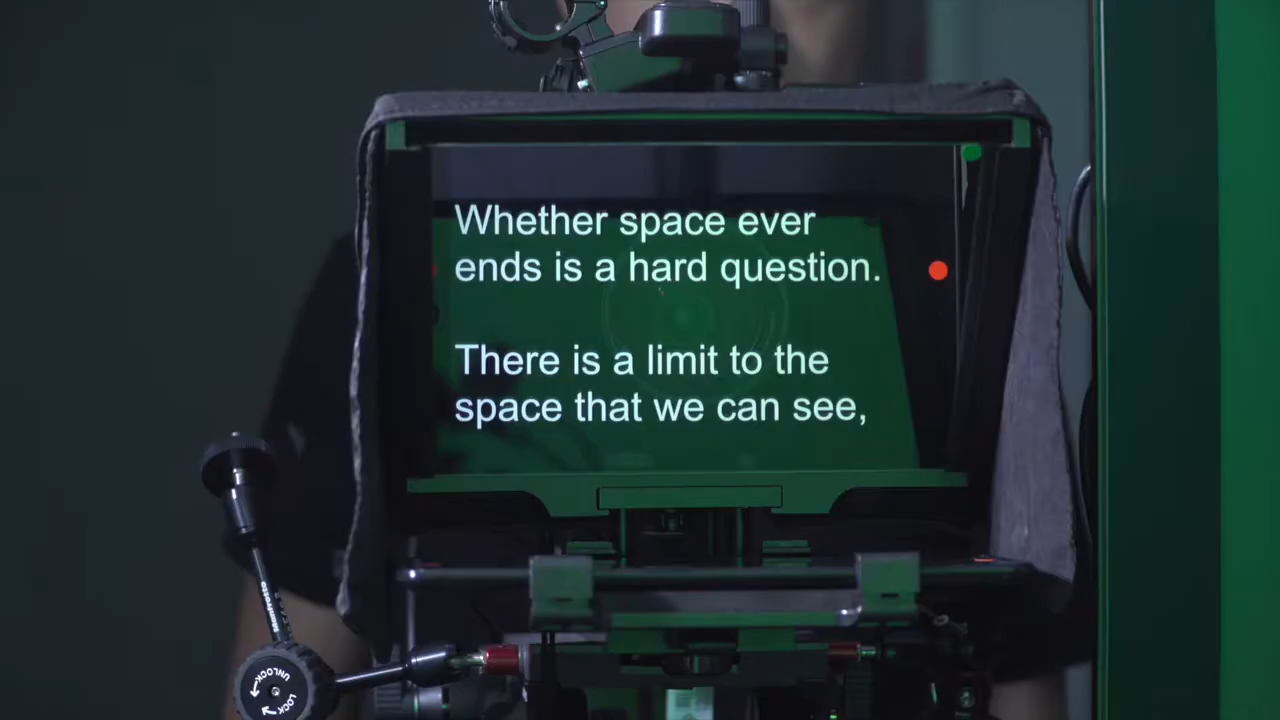 Whether space ever
ends is a hard question.
There is a limit to the
space that we can see,
Manfrotto
UNLOCK
LOCK